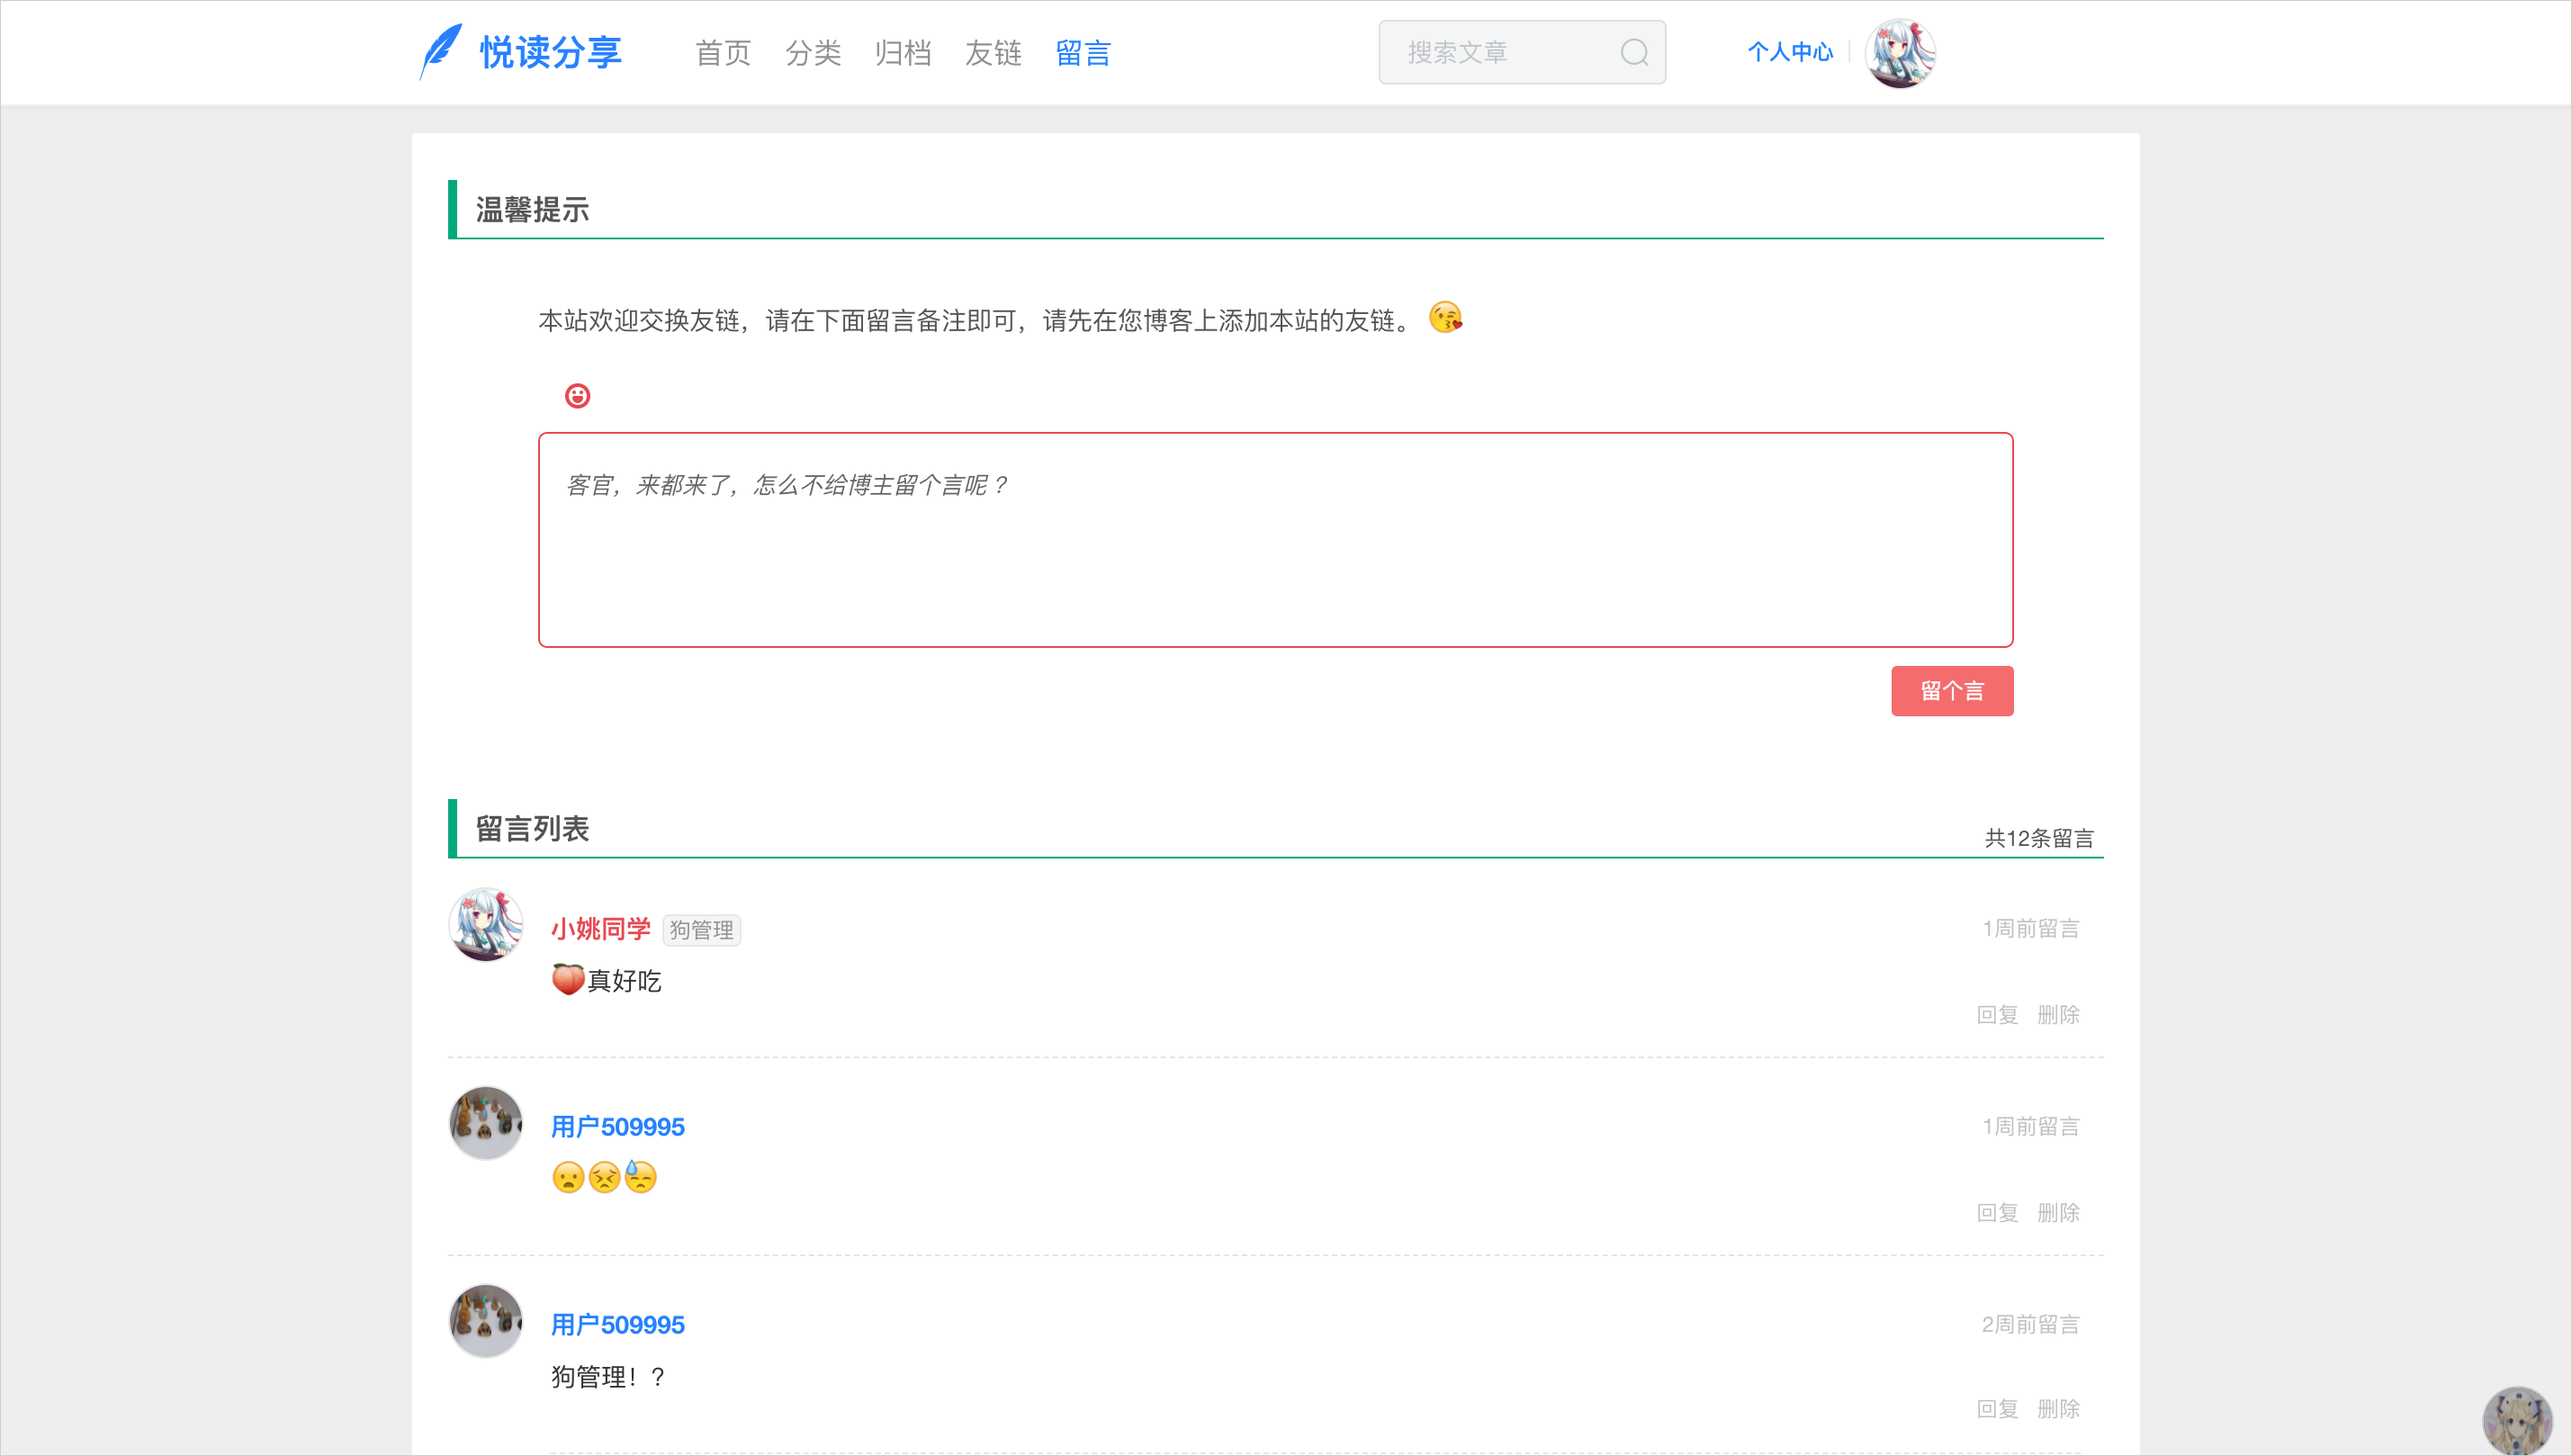 悦读分享 首页 分类 归档 友链 留言 搜索文章 个人中心
温馨提示
本站欢迎交换友链，请在下面留言备注即可，请先在您博客上添加本站的友链。😘
客官，来都来了，怎么不给博主留个言呢？
留个言
留言列表 共12条留言
小姚同学 狗管理 1周前留言
🍑真好吃
回复 删除
用户509995 1周前留言
😦😣😓
回复 删除
用户509995 2周前留言
狗管理！？
回复 删除